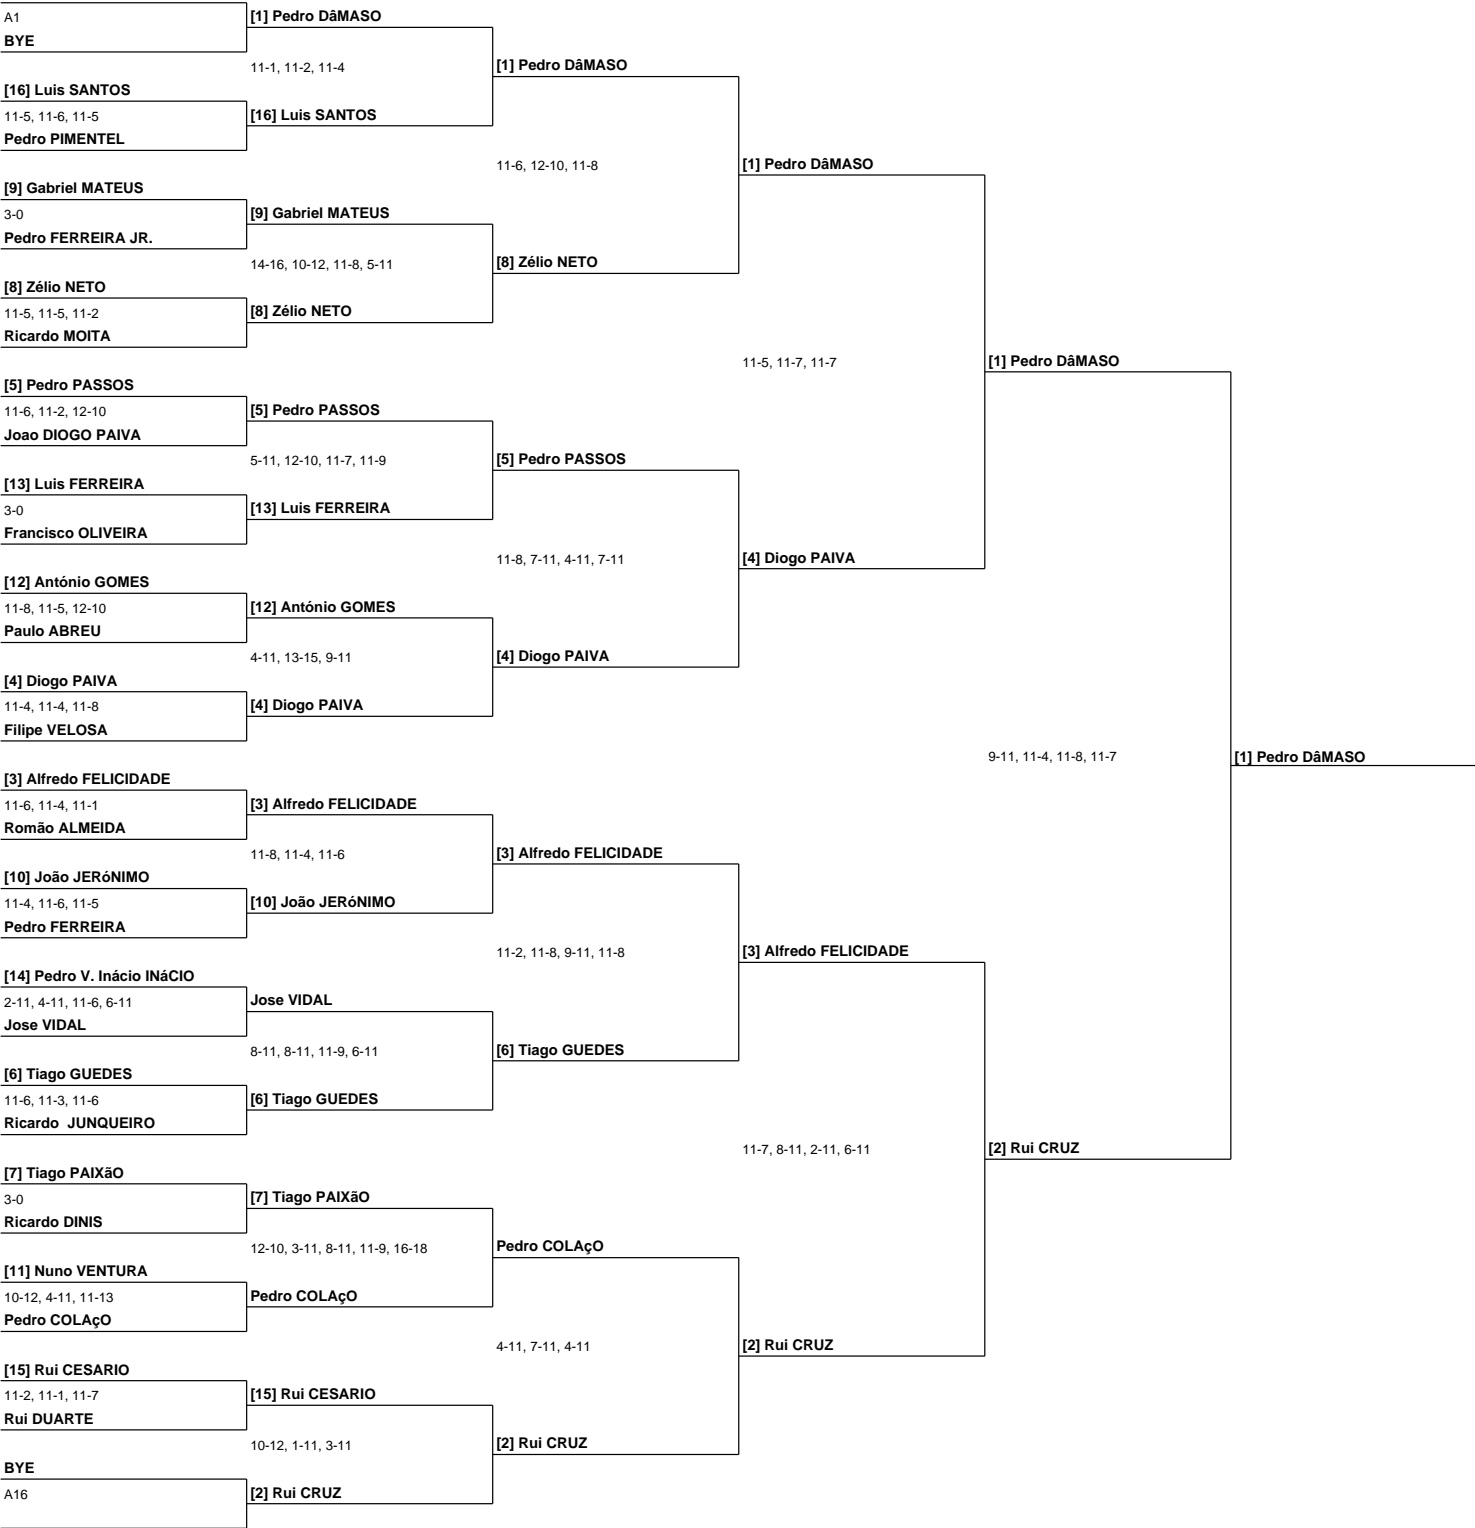 A1
BYE
[16] Luis SANTOS
11-5, 11-6, 11-5
Pedro PIMENTEL
[9] Gabriel MATEUS
3-0
Pedro FERREIRA JR.
[8] Zélio NETO
11-5, 11-5, 11-2
Ricardo MOITA
[5] Pedro PASSOS
11-6, 11-2, 12-10
Joao DIOGO PAIVA
[13] Luis FERREIRA
3-0
Francisco OLIVEIRA
[12] António GOMES
11-8, 11-5, 12-10
Paulo ABREU
[4] Diogo PAIVA
11-4, 11-4, 11-8
Filipe VELOSA
[3] Alfredo FELICIDADE
11-6, 11-4, 11-1
Romão ALMEIDA
[10] João JERóNIMO
11-4, 11-6, 11-5
Pedro FERREIRA
[14] Pedro V. Inácio INáCIO
2-11, 4-11, 11-6, 6-11
Jose VIDAL
[6] Tiago GUEDES
11-6, 11-3, 11-6
Ricardo  JUNQUEIRO
[7] Tiago PAIXãO
3-0
Ricardo DINIS
[11] Nuno VENTURA
10-12, 4-11, 11-13
Pedro COLAçO
[15] Rui CESARIO
11-2, 11-1, 11-7
Rui DUARTE
BYE
A16
[1] Pedro DâMASO
11-1, 11-2, 11-4
[16] Luis SANTOS
[9] Gabriel MATEUS
14-16, 10-12, 11-8, 5-11
[8] Zélio NETO
[5] Pedro PASSOS
5-11, 12-10, 11-7, 11-9
[13] Luis FERREIRA
[12] António GOMES
4-11, 13-15, 9-11
[4] Diogo PAIVA
[3] Alfredo FELICIDADE
11-8, 11-4, 11-6
[10] João JERóNIMO
Jose VIDAL
8-11, 8-11, 11-9, 6-11
[6] Tiago GUEDES
[7] Tiago PAIXãO
12-10, 3-11, 8-11, 11-9, 16-18
Pedro COLAçO
[15] Rui CESARIO
10-12, 1-11, 3-11
[2] Rui CRUZ
[1] Pedro DâMASO
11-6, 12-10, 11-8
[8] Zélio NETO
[5] Pedro PASSOS
11-8, 7-11, 4-11, 7-11
[4] Diogo PAIVA
[3] Alfredo FELICIDADE
11-2, 11-8, 9-11, 11-8
[6] Tiago GUEDES
Pedro COLAçO
4-11, 7-11, 4-11
[2] Rui CRUZ
[1] Pedro DâMASO
11-5, 11-7, 11-7
[4] Diogo PAIVA
[3] Alfredo FELICIDADE
11-7, 8-11, 2-11, 6-11
[2] Rui CRUZ
[1] Pedro DâMASO
9-11, 11-4, 11-8, 11-7
[2] Rui CRUZ
[1] Pedro DâMASO